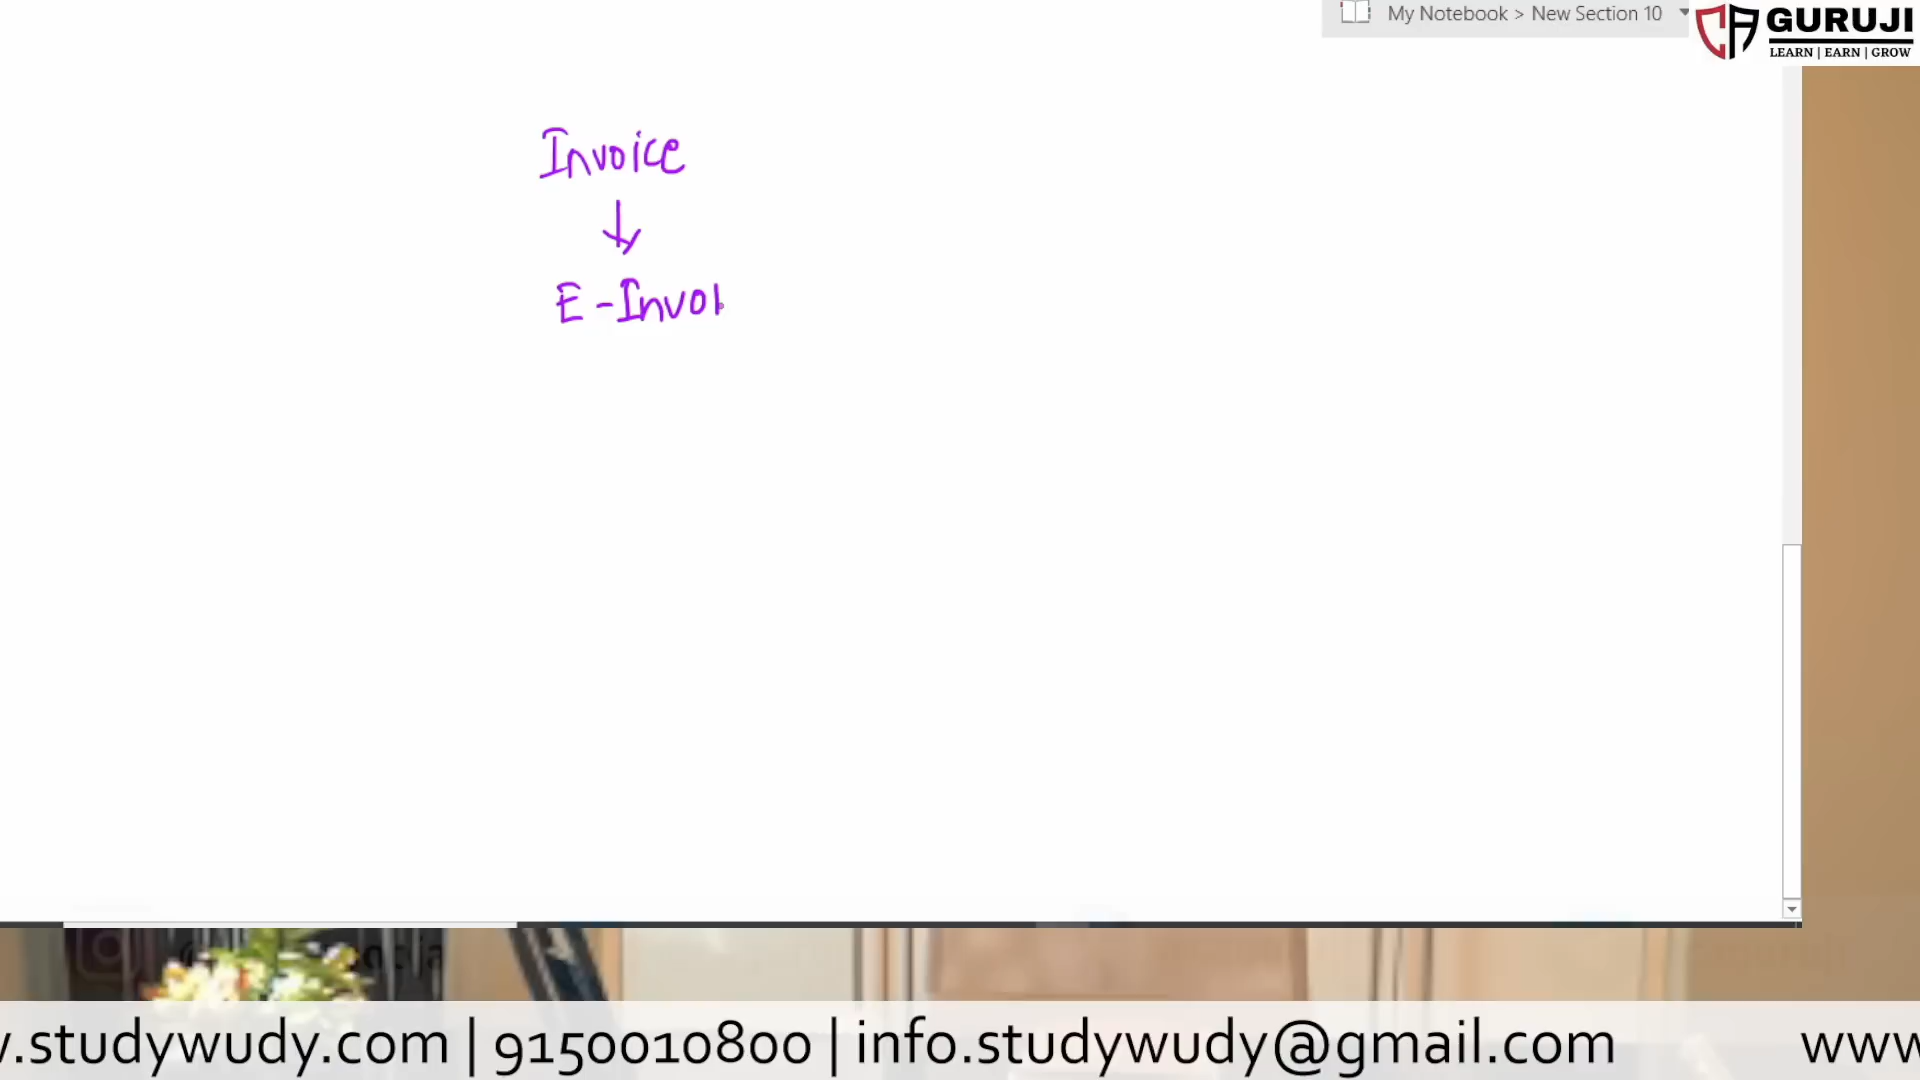 My Notebook > New Section 10
CA GURUJI
LEARN | EARN | GROW
Invoice
E-Invoi
.studywudy.com | 9150010800 | info.studywudy@gmail.com www